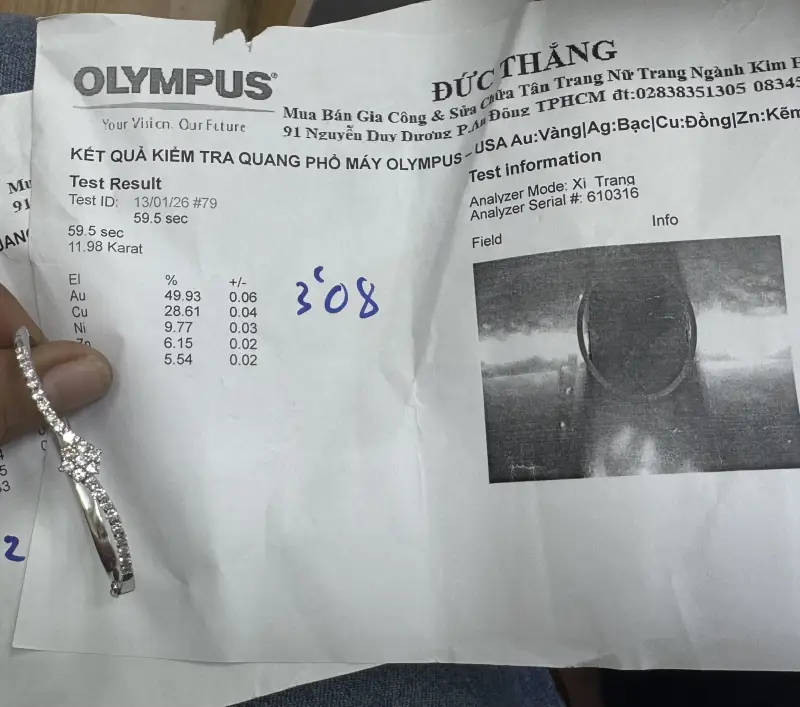 OLYMPUS®
Your Vision, Our Future
ĐỨC THẮNG
Mua Bán Gia Công & Sửa Chữa Tân Trang Nữ Trang Ngành Kim
91 Nguyễn Duy Dương P.An Đông TPHCM đt:02838351305 08345
KẾT QUẢ KIỂM TRA QUANG PHỔ MÁY OLYMPUS - USA Au:Vàng|Ag:Bạc|Cu:Đồng|Zn:Kẽm
Test Result
Test ID: 13/01/26 #79
59.5 sec
59.5 sec
11.98 Karat
El % +/-
Au 49.93 0.06
Cu 28.61 0.04
Ni 9.77 0.03
6.15 0.02
5.54 0.02
3c08
Test information
Analyzer Mode: Xi Trang
Analyzer Serial #: 610316
Field Info
91
5
2